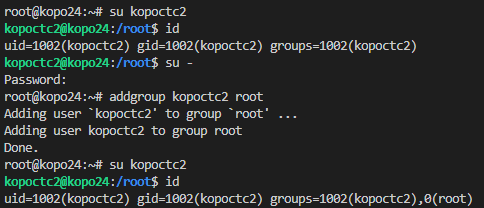 root@kopo24:~# su kopoctc2
kopoctc2@kopo24:/root$ id
uid=1002(kopoctc2) gid=1002(kopoctc2) groups=1002(kopoctc2)
kopoctc2@kopo24:/root$ su -
Password:
root@kopo24:~# addgroup kopoctc2 root
Adding user `kopoctc2' to group `root' ...
Adding user kopoctc2 to group root
Done.
root@kopo24:~# su kopoctc2
kopoctc2@kopo24:/root$ id
uid=1002(kopoctc2) gid=1002(kopoctc2) groups=1002(kopoctc2),0(root)